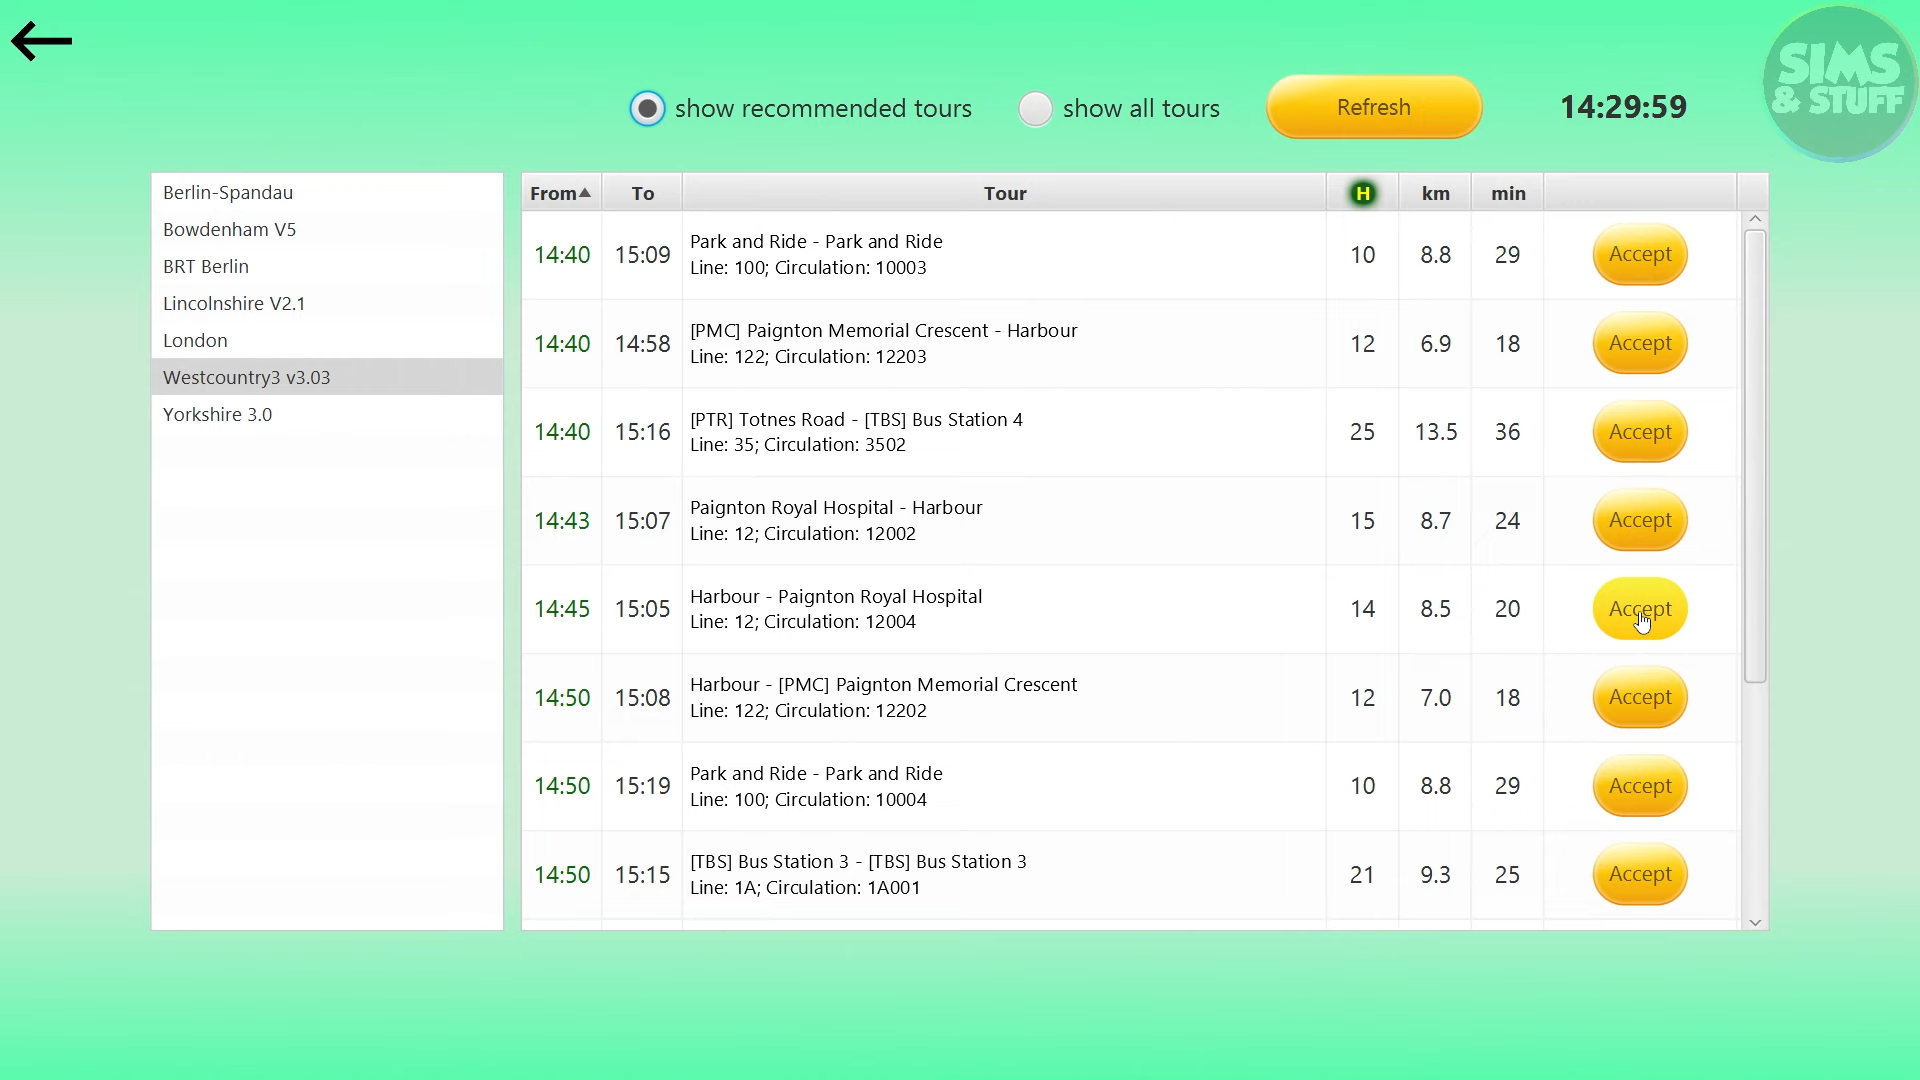 show recommended tours
show all tours
Refresh
14:29:59
SIMS
& STUFF
Berlin-Spandau
Bowdenham V5
BRT Berlin
Lincolnshire V2.1
London
Westcountry3 v3.03
Yorkshire 3.0
From To Tour H km min
14:40 15:09 Park and Ride - Park and Ride 10 8.8 29 Accept
Line: 100; Circulation: 10003
14:40 14:58 [PMC] Paignton Memorial Crescent - Harbour 12 6.9 18 Accept
Line: 122; Circulation: 12203
14:40 15:16 [PTR] Totnes Road - [TBS] Bus Station 4 25 13.5 36 Accept
Line: 35; Circulation: 3502
14:43 15:07 Paignton Royal Hospital - Harbour 15 8.7 24 Accept
Line: 12; Circulation: 12002
14:45 15:05 Harbour - Paignton Royal Hospital 14 8.5 20 Accept
Line: 12; Circulation: 12004
14:50 15:08 Harbour - [PMC] Paignton Memorial Crescent 12 7.0 18 Accept
Line: 122; Circulation: 12202
14:50 15:19 Park and Ride - Park and Ride 10 8.8 29 Accept
Line: 100; Circulation: 10004
14:50 15:15 [TBS] Bus Station 3 - [TBS] Bus Station 3 21 9.3 25 Accept
Line: 1A; Circulation: 1A001